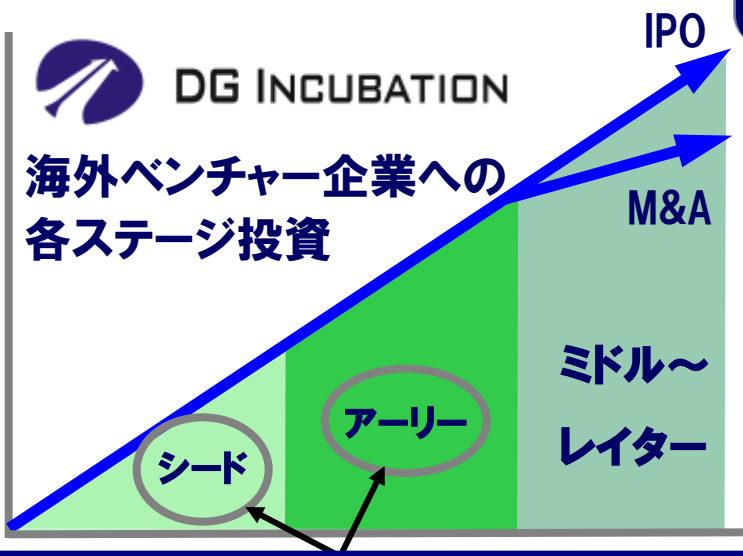 IPO
DG INCUBATION
海外ベンチャー企業への
各ステージ投資
M&A
ミドル～
レイター
アーリー
シード